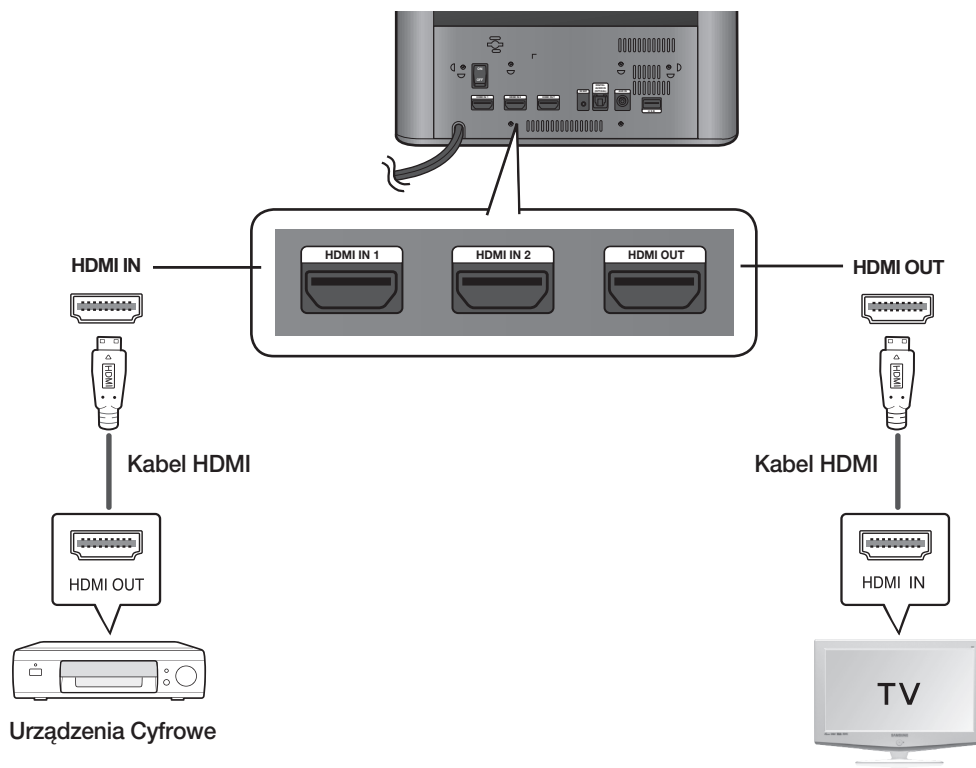 HDMI IN
HDMI IN 1
HDMI IN 2
HDMI OUT
HDMI OUT
HDMI
HDMI
Kabel HDMI
Kabel HDMI
HDMI OUT
HDMI IN
TV
Urządzenia Cyfrowe